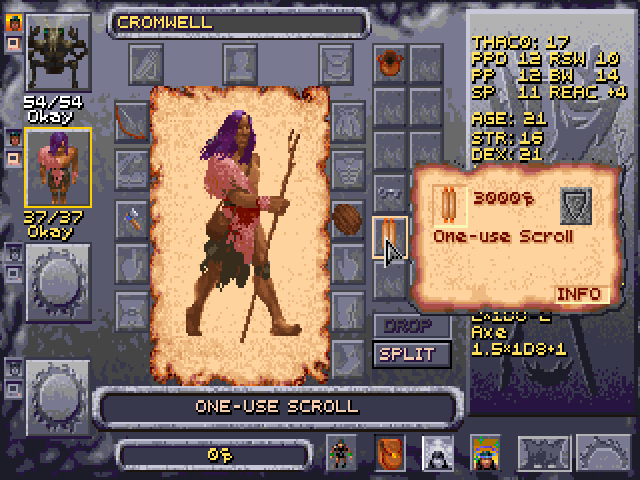 CROMWELL
54/54
Okay
37/37
Okay
THAC0: 17
PPD 12 RSW 10
PP 12 BW 14
SP 11 REAC +4
AGE: 21
STR: 16
DEX: 21
3000
One-use Scroll
INFO
Axe
1.5x1D8+1
DROP
SPLIT
ONE-USE SCROLL
0